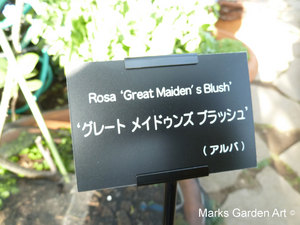 Rosa ‘Great Maiden's Blush’
‘グレート メイドゥンズ ブラッシュ’
（アルバ）
Marks Garden Art ©